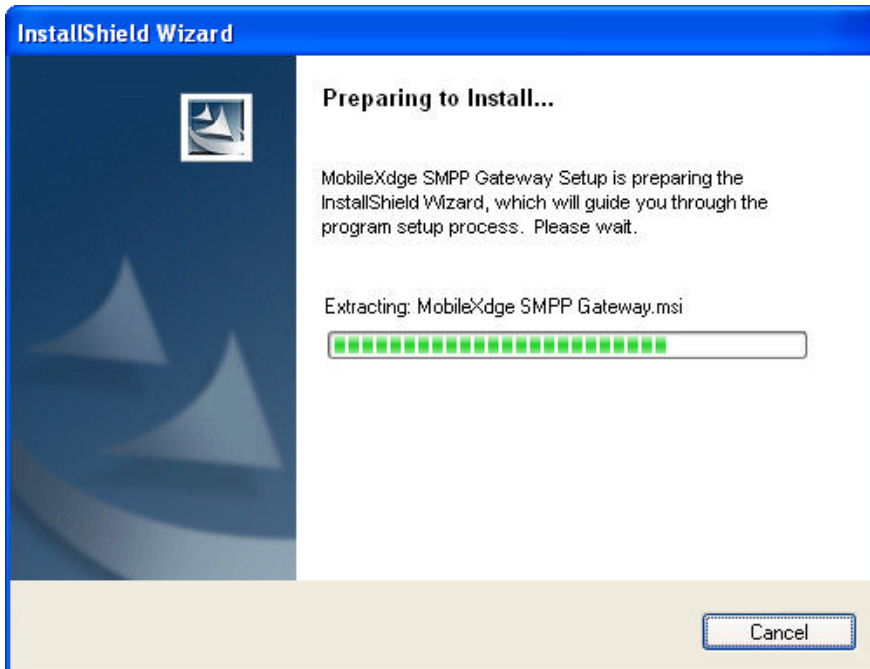 InstallShield Wizard
Preparing to Install...
MobileXdge SMPP Gateway Setup is preparing the
InstallShield Wizard, which will guide you through the
program setup process. Please wait.
Extracting: MobileXdge SMPP Gateway.msi
Cancel